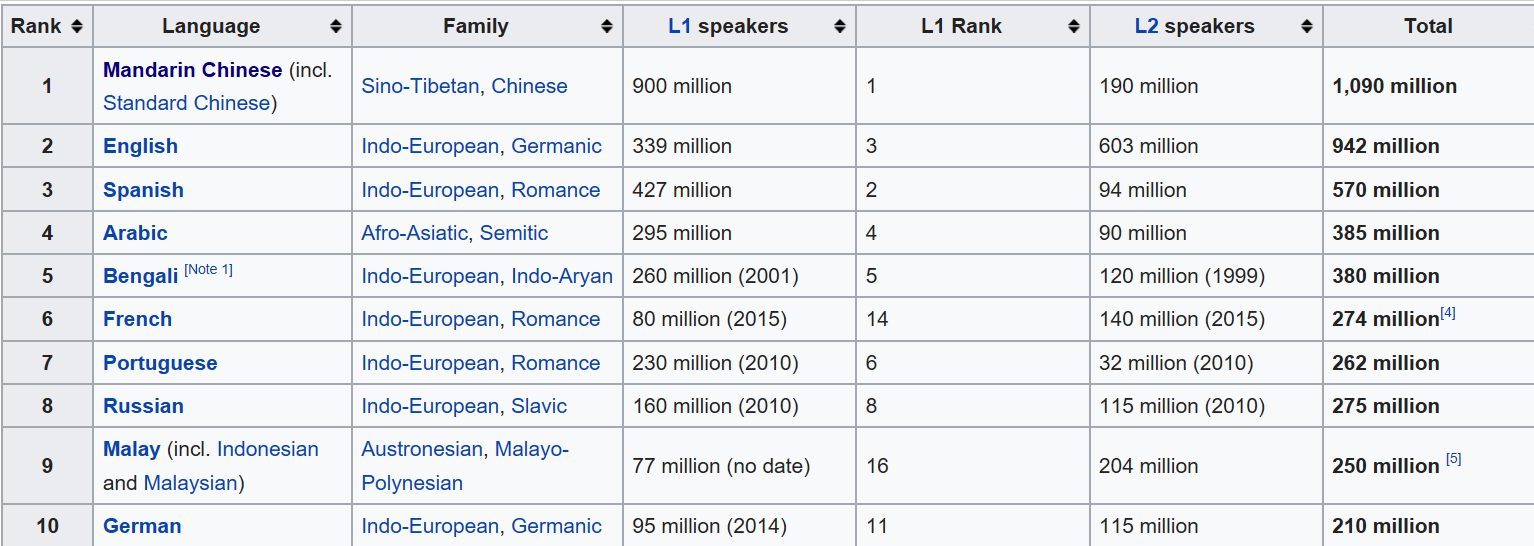 Rank Language Family L1 speakers L1 Rank L2 speakers Total
1 Mandarin Chinese (incl. Standard Chinese) Sino-Tibetan, Chinese 900 million 1 190 million 1,090 million
2 English Indo-European, Germanic 339 million 3 603 million 942 million
3 Spanish Indo-European, Romance 427 million 2 94 million 570 million
4 Arabic Afro-Asiatic, Semitic 295 million 4 90 million 385 million
5 Bengali [Note 1] Indo-European, Indo-Aryan 260 million (2001) 5 120 million (1999) 380 million
6 French Indo-European, Romance 80 million (2015) 14 140 million (2015) 274 million[4]
7 Portuguese Indo-European, Romance 230 million (2010) 6 32 million (2010) 262 million
8 Russian Indo-European, Slavic 160 million (2010) 8 115 million (2010) 275 million
9 Malay (incl. Indonesian and Malaysian) Austronesian, Malayo-Polynesian 77 million (no date) 16 204 million 250 million [5]
10 German Indo-European, Germanic 95 million (2014) 11 115 million 210 million